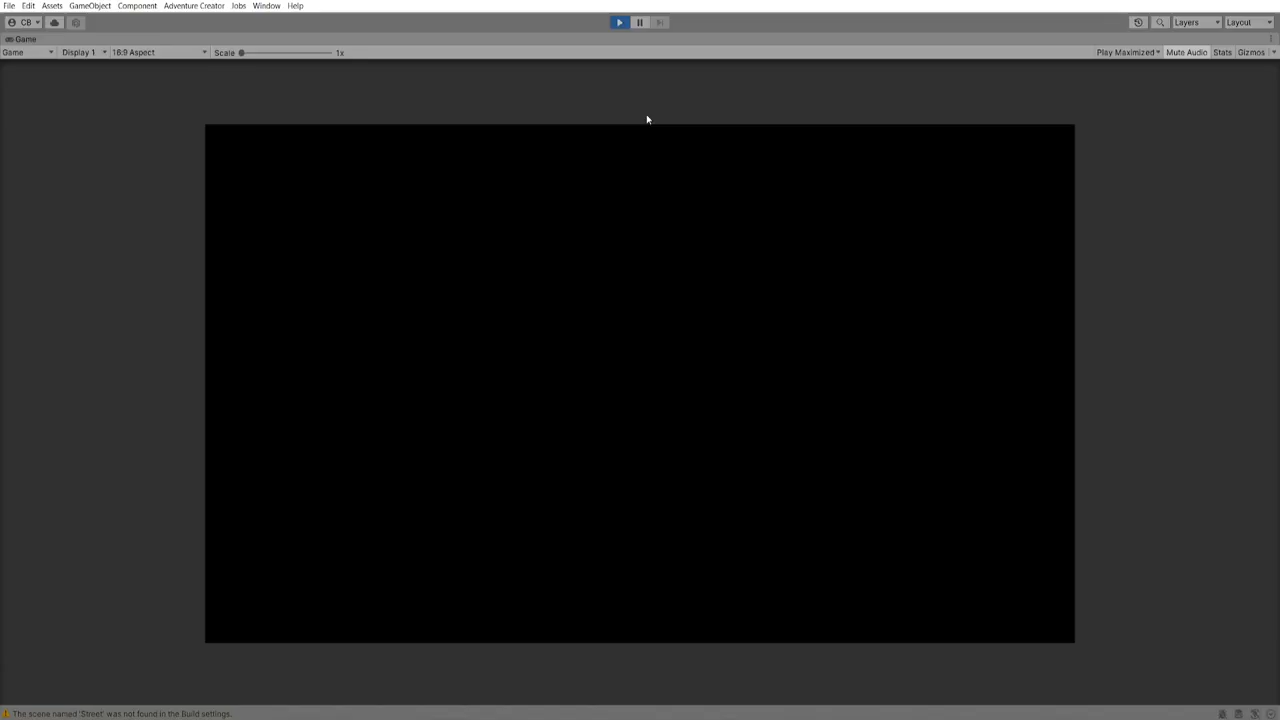 File Edit Assets GameObject Component Adventure Creator Jobs Window Help
CB Layers Layout
Game
Game Display 1 16:9 Aspect Scale 1x Play Maximized Mute Audio Stats Gizmos
The scene named 'Street' was not found in the Build settings.